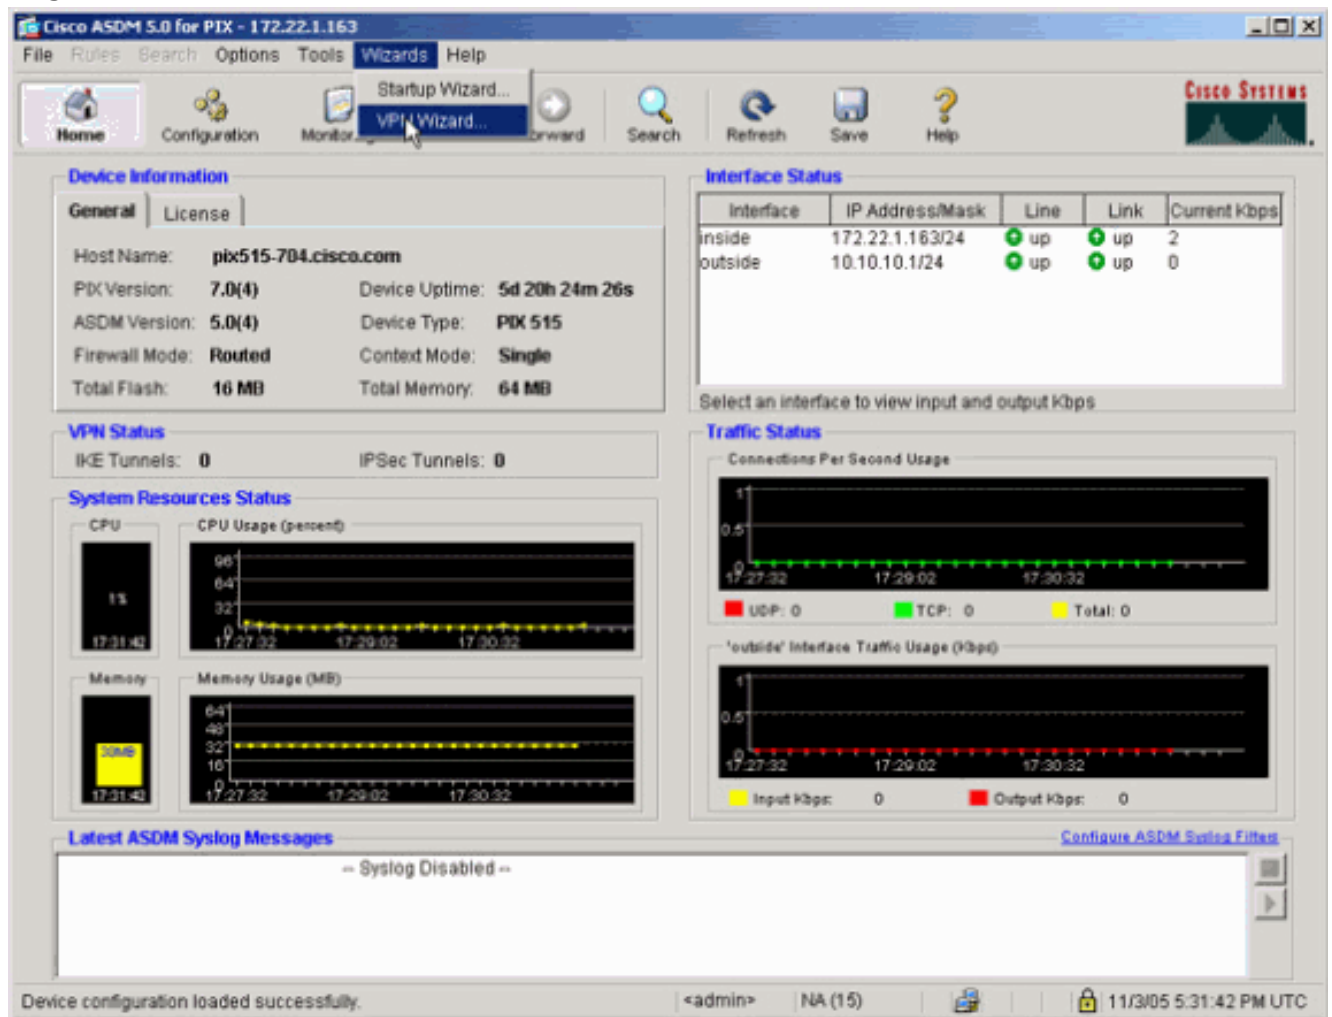 Cisco ASDM 5.0 for PIX - 172.22.1.163
File Rules Search Options Tools Wizards Help
Startup Wizard...
VPN Wizard...
Home Configuration Search Refresh Save Help
CISCO SYSTEMS
Device Information
General License
Host Name: pix515-704.cisco.com
PIX Version: 7.0(4) Device Uptime: 5d 20h 24m 26s
ASDM Version: 5.0(4) Device Type: PIX 515
Firewall Mode: Routed Context Mode: Single
Total Flash: 16 MB Total Memory: 64 MB
Interface Status
Interface IP Address/Mask Line Link Current Kbps
inside 172.22.1.163/24 up up 2
outside 10.10.10.1/24 up up 0
Select an interface to view input and output Kbps
VPN Status
IKE Tunnels: 0 IPSec Tunnels: 0
System Resources Status
CPU
1%
17:31:42
CPU Usage (percent)
96
64
32
0
17:27:32 17:29:02 17:30:32
Memory
30MB
17:31:42
Memory Usage (MB)
64
48
32
16
0
17:27:32 17:29:02 17:30:32
Traffic Status
Connections Per Second Usage
1
0.5
0
17:27:32 17:29:02 17:30:32
UDP: 0 TCP: 0 Total: 0
'outside' Interface Traffic Usage (Kbps)
1
0.5
0
17:27:32 17:29:02 17:30:32
Input Kbps: 0 Output Kbps: 0
Latest ASDM Syslog Messages
Configure ASDM Syslog Filters
-- Syslog Disabled --
Device configuration loaded successfully.
<admin> NA (15) 11/3/05 5:31:42 PM UTC